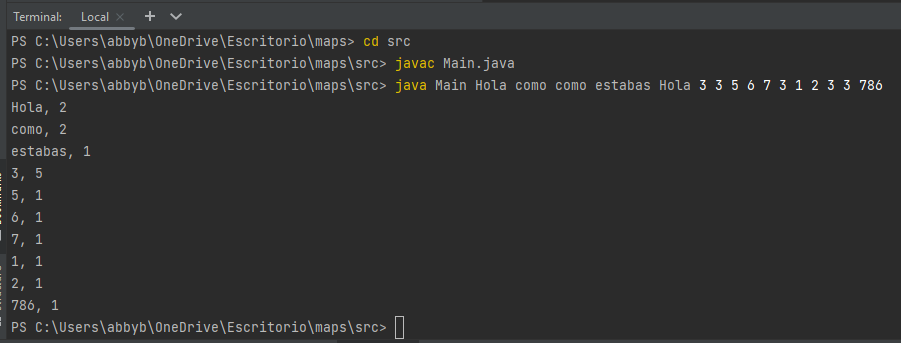 Terminal: Local × + ∨
PS C:\Users\abbyb\OneDrive\Escritorio\maps> cd src
PS C:\Users\abbyb\OneDrive\Escritorio\maps\src> javac Main.java
PS C:\Users\abbyb\OneDrive\Escritorio\maps\src> java Main Hola como como estabas Hola 3 3 5 6 7 3 1 2 3 3 786
Hola, 2
como, 2
estabas, 1
3, 5
5, 1
6, 1
7, 1
1, 1
2, 1
786, 1
PS C:\Users\abbyb\OneDrive\Escritorio\maps\src>